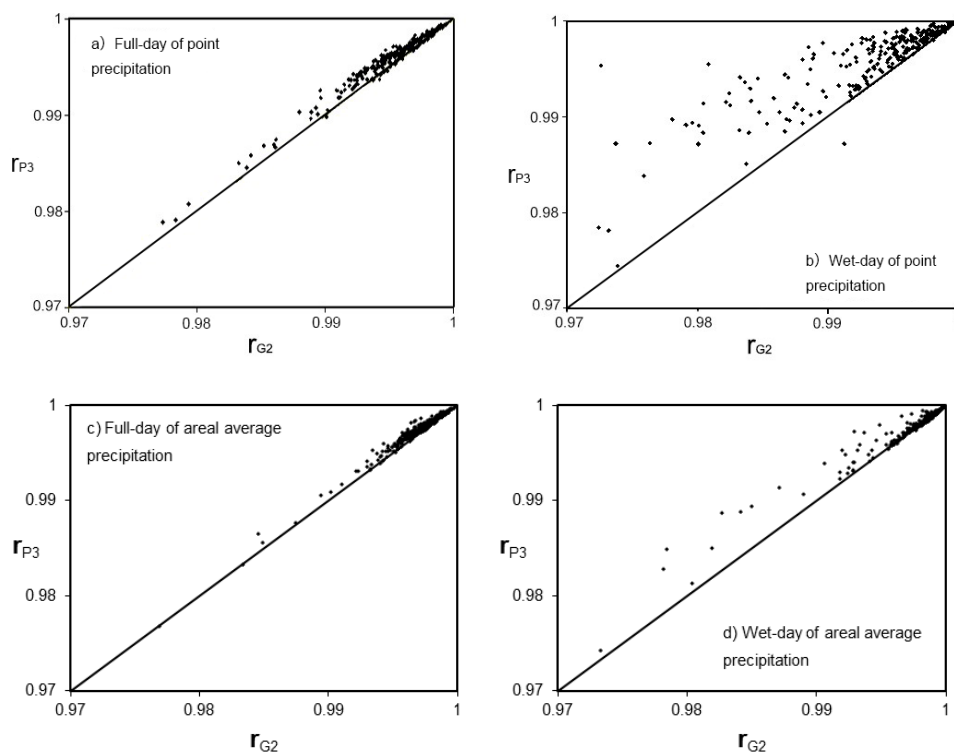 1
a) Full-day of point
precipitation
0.99
rP3
0.98
0.97
0.97
0.98
0.99
1
rG2
1
0.99
rP3
0.98
b) Wet-day of point
precipitation
0.97
0.97
0.98
0.99
rG2
1
c) Full-day of areal average
precipitation
0.99
rP3
0.98
0.97
0.97
0.98
0.99
1
rG2
1
0.99
rP3
0.98
d) Wet-day of areal average
precipitation
0.97
0.97
0.98
0.99
1
rG2